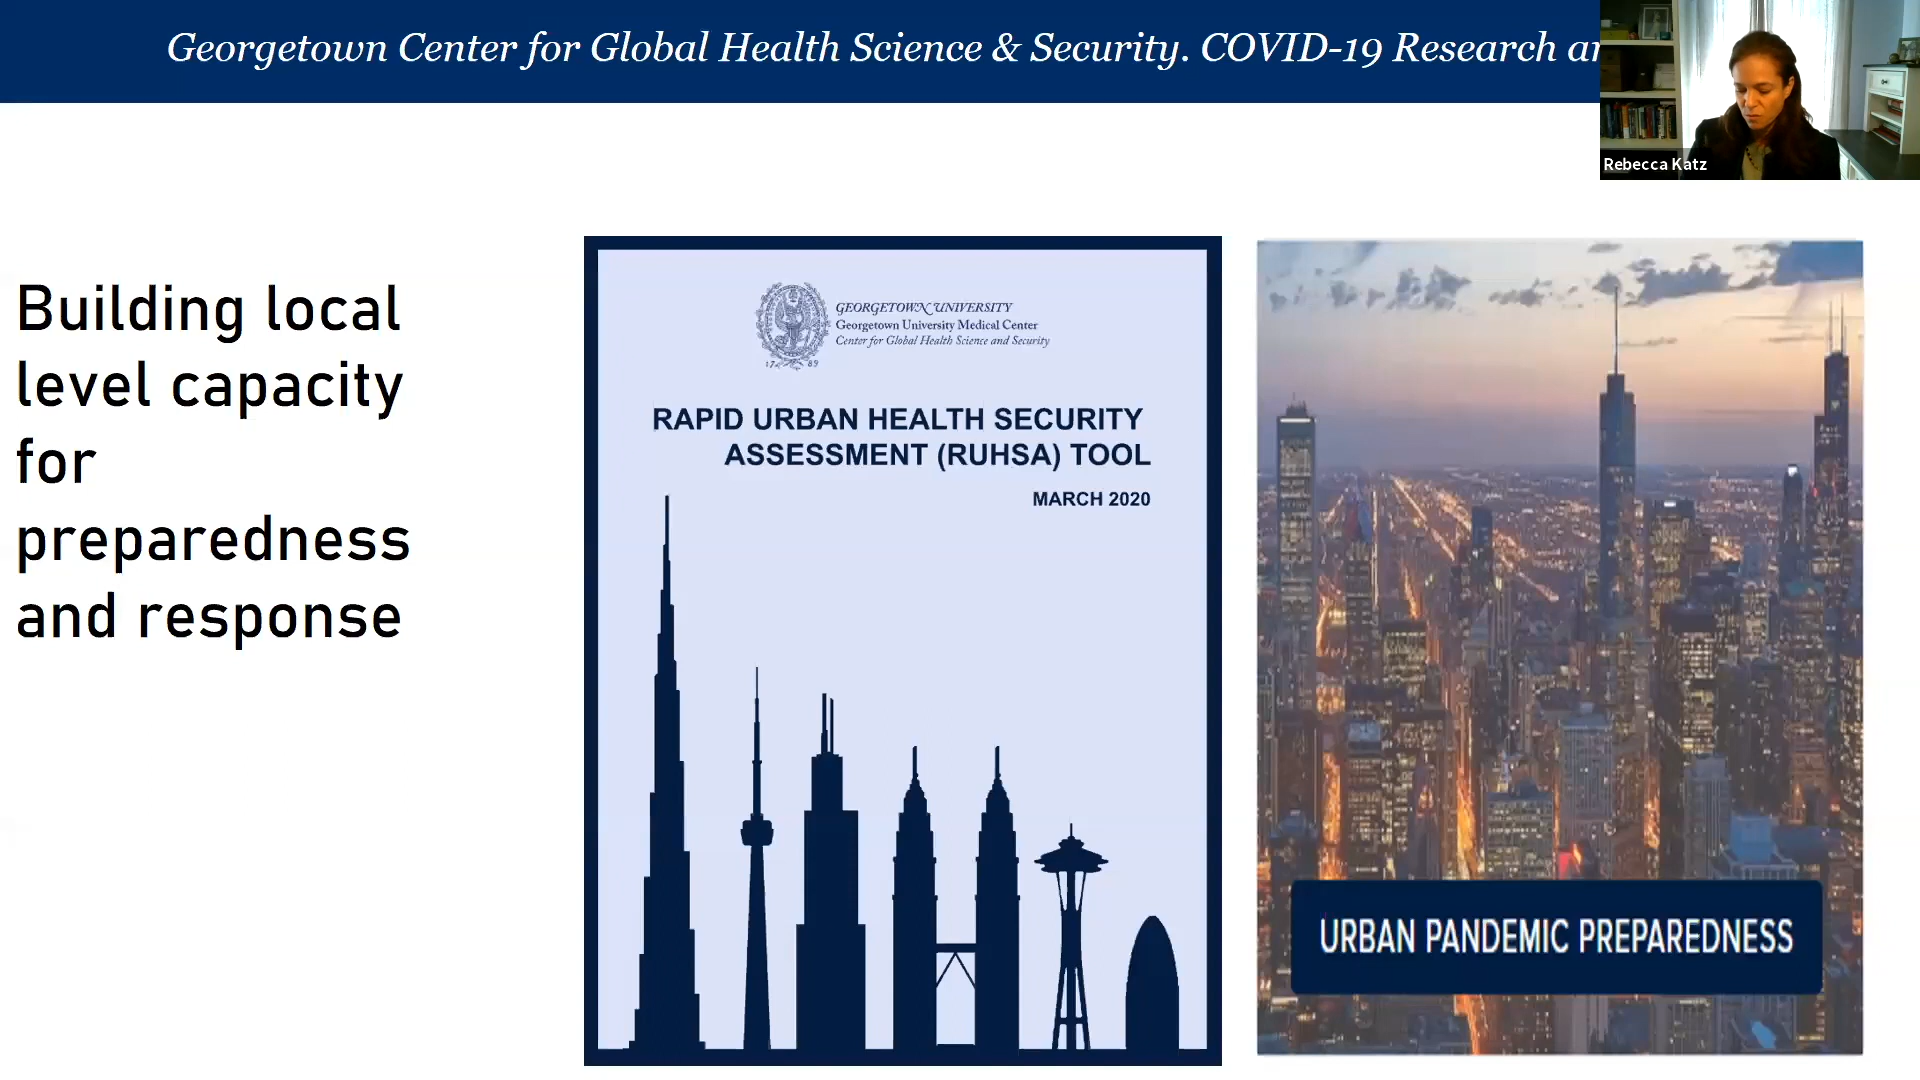 Georgetown Center for Global Health Science & Security. COVID-19 Research
Rebecca Katz
Building local
level capacity
for
preparedness
and response
GEORGETOWN UNIVERSITY
Georgetown University Medical Center
Center for Global Health Science and Security
17 89
RAPID URBAN HEALTH SECURITY
ASSESSMENT (RUHSA) TOOL
MARCH 2020
URBAN PANDEMIC PREPAREDNESS